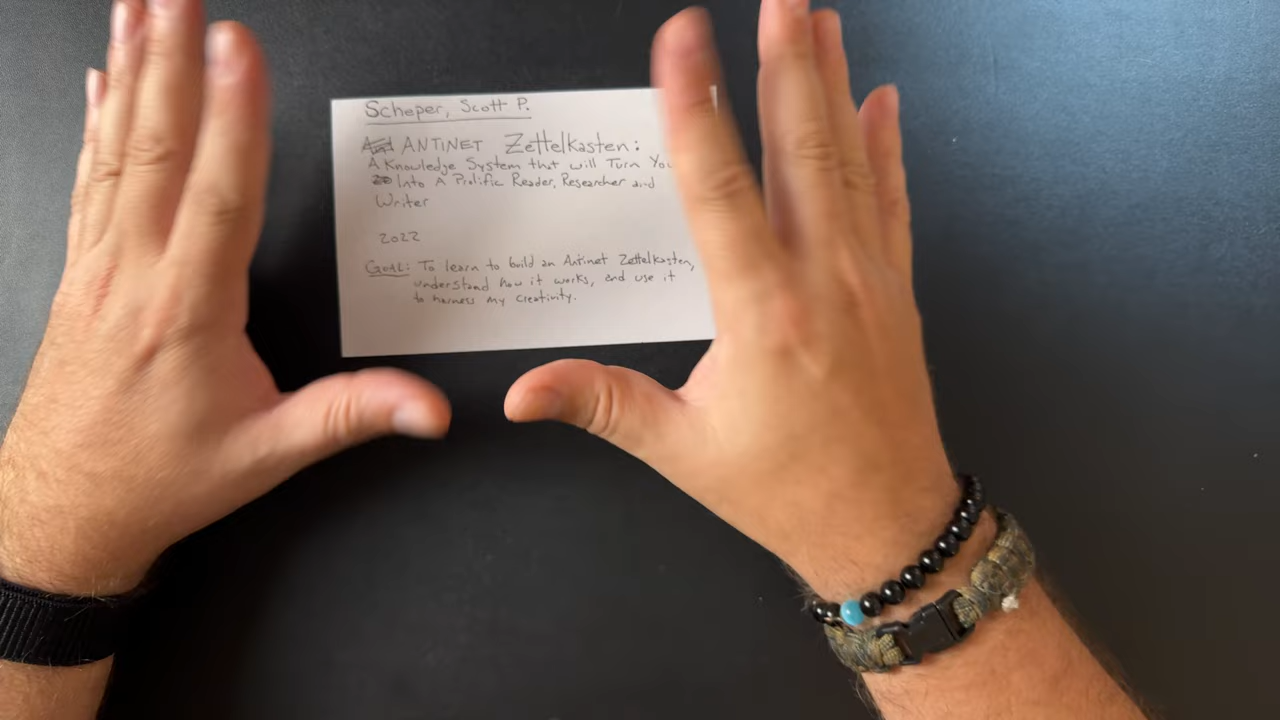 Scheper, Scott P.
ANTINET Zettelkasten:
A Knowledge System that will Turn You
Into A Prolific Reader, Researcher and
Writer
2022
GOAL: To learn to build an Antinet Zettelkasten,
understand how it works, and use it
to harness my creativity.